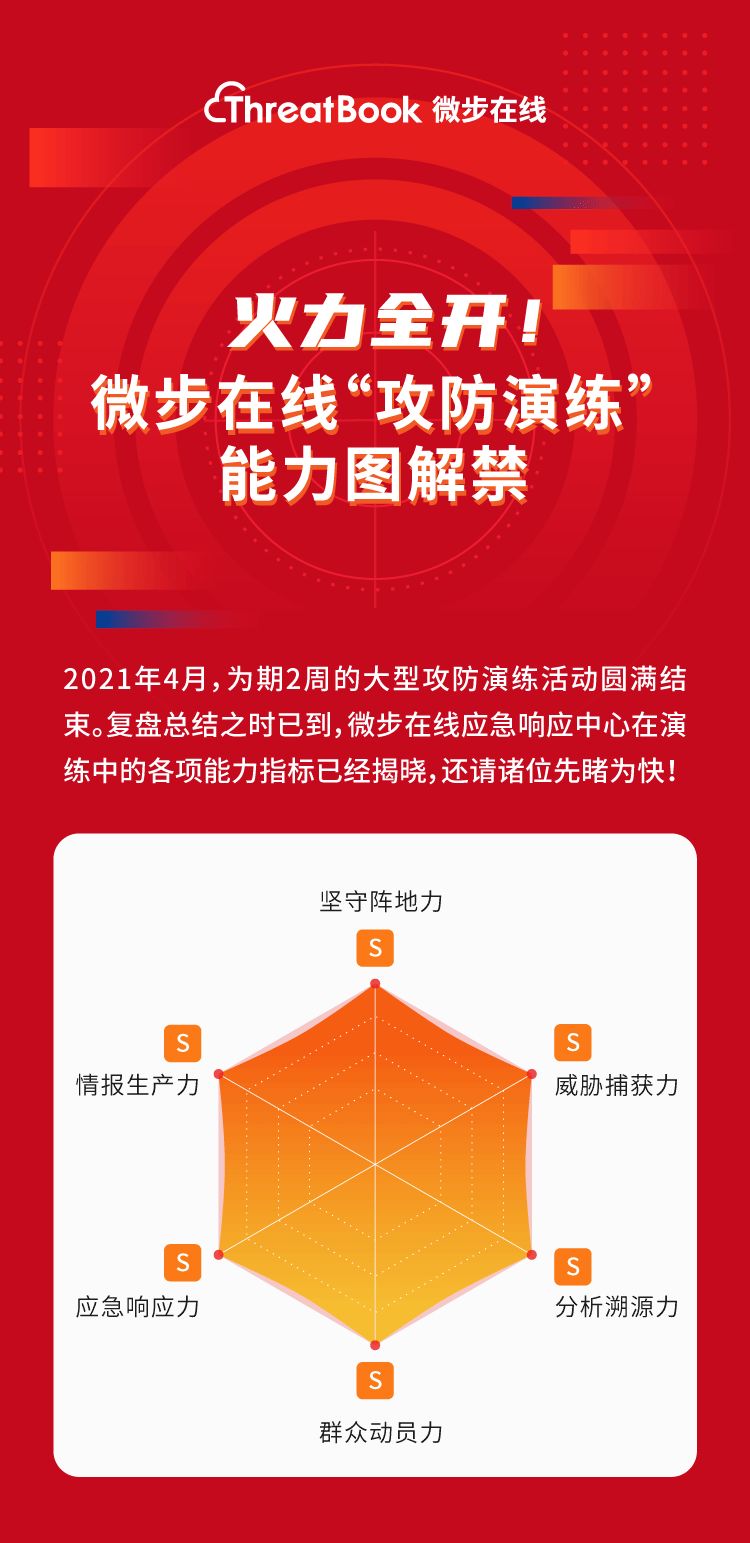 ThreatBook 微步在线
火力全开！
微步在线“攻防演练”
能力图解禁
2021年4月，为期2周的大型攻防演练活动圆满结
束。复盘总结之时已到，微步在线应急响应中心在演
练中的各项能力指标已经揭晓，还请诸位先睹为快！
坚守阵地力
S
S
S
情报生产力
威胁捕获力
S
S
应急响应力
分析溯源力
S
群众动员力